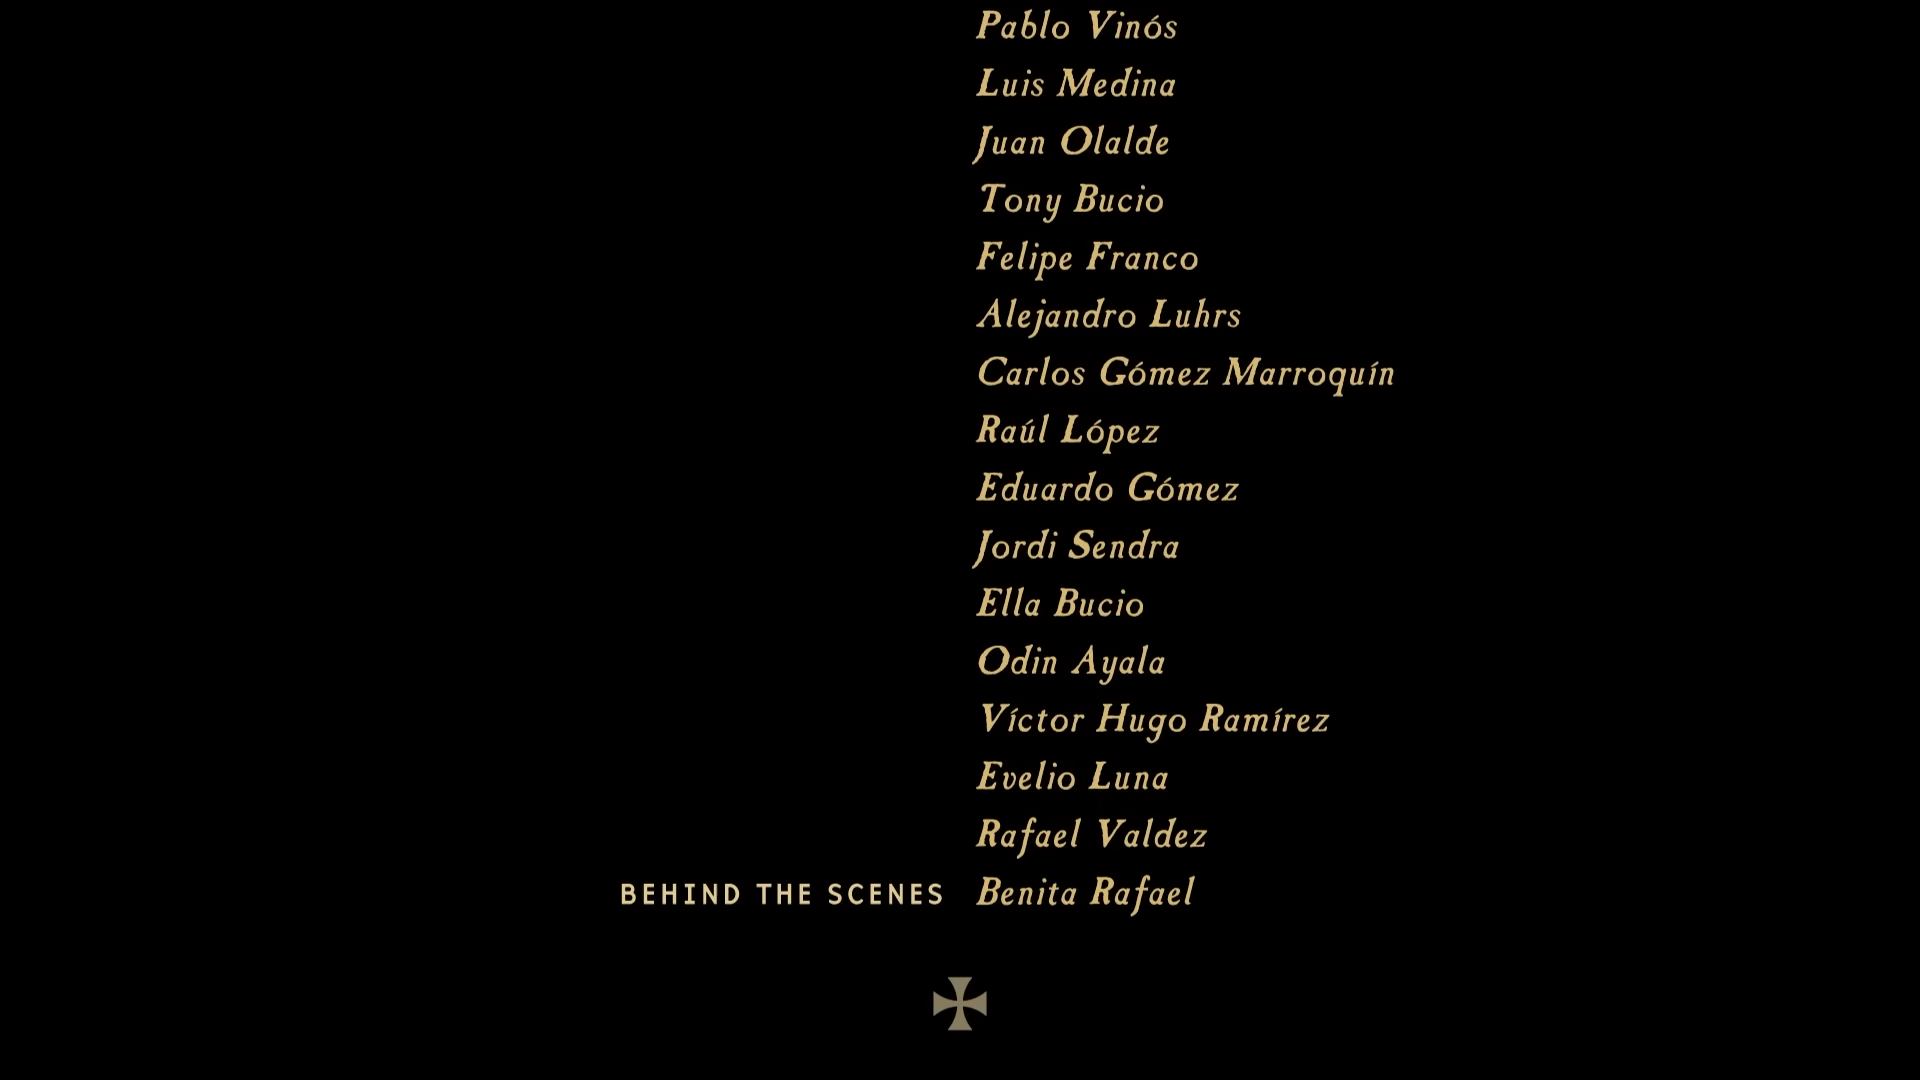 Pablo Vinós
Luis Medina
Juan Olalde
Tony Bucio
Felipe Franco
Alejandro Luhrs
Carlos Gómez Marroquín
Raúl López
Eduardo Gómez
Jordi Sendra
Ella Bucio
Odin Ayala
Víctor Hugo Ramírez
Evelio Luna
Rafael Valdez
BEHIND THE SCENES Benita Rafael